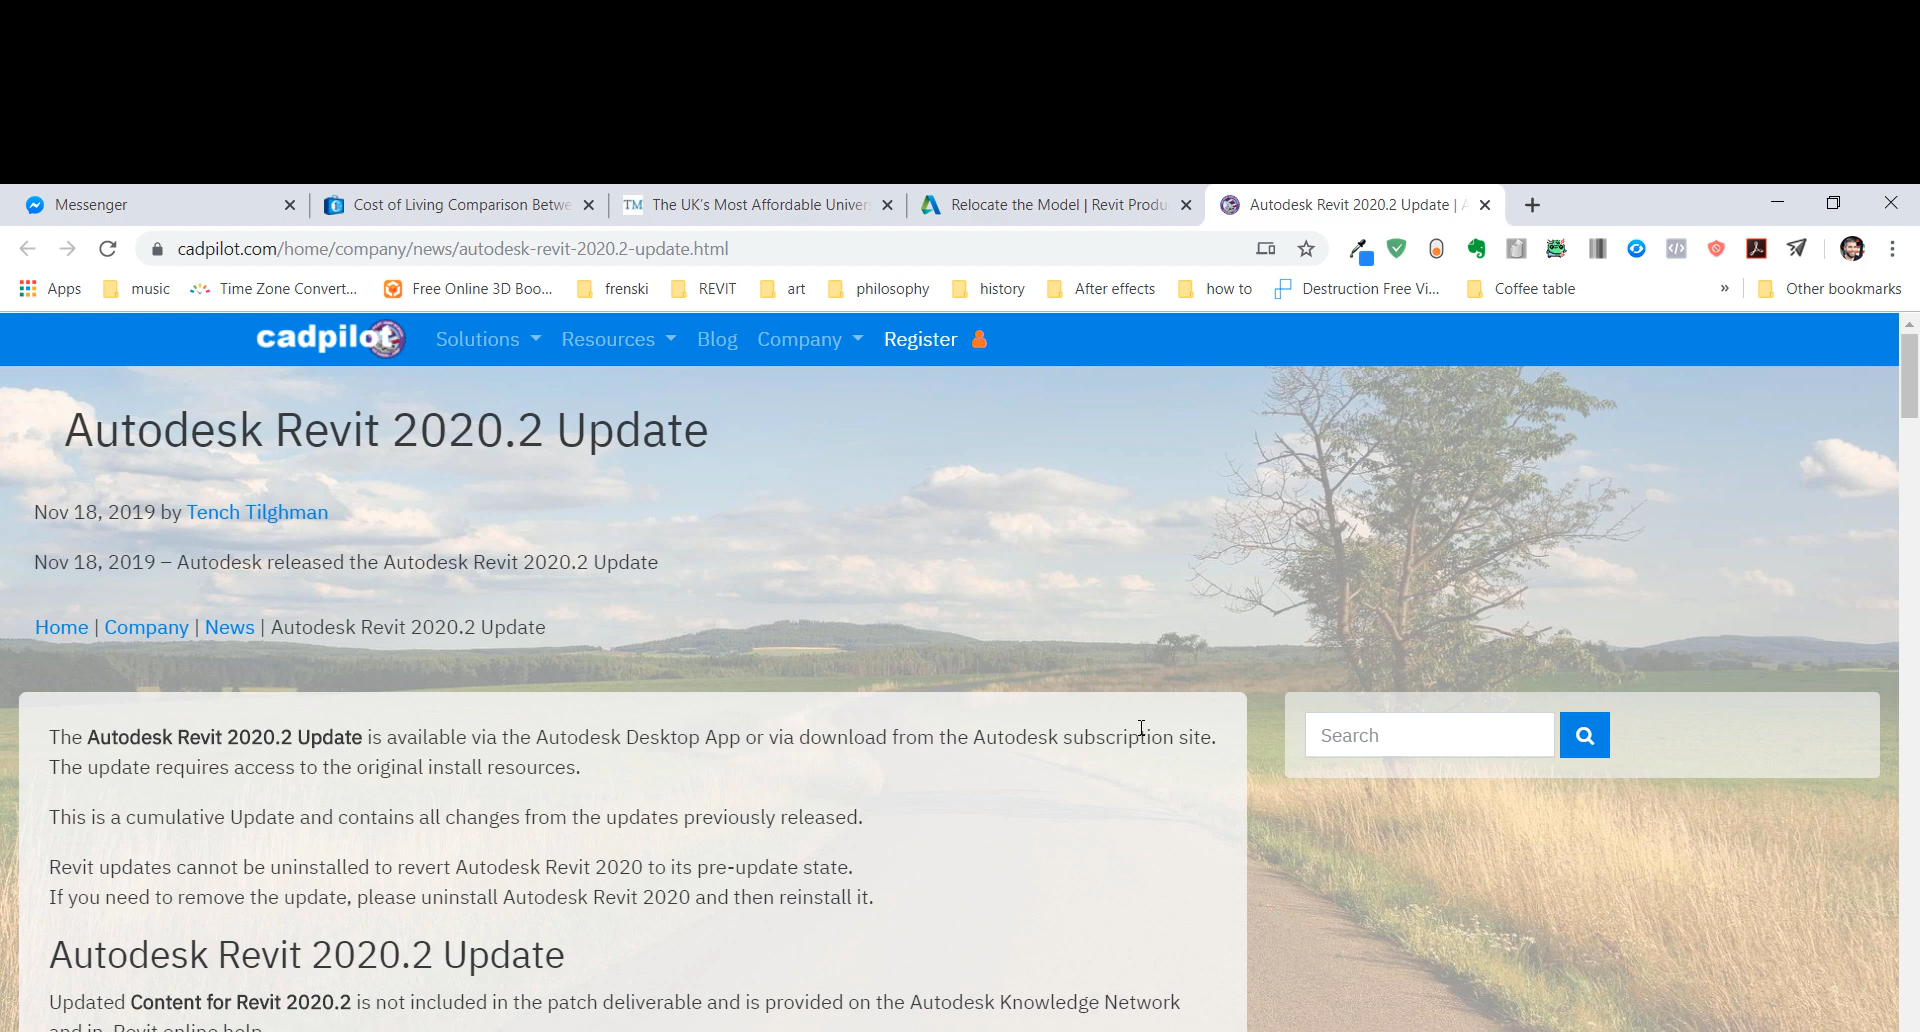 Messenger
Cost of Living Comparison Betwe
TM The UK's Most Affordable Univer
Relocate the Model | Revit Produ
Autodesk Revit 2020.2 Update |
cadpilot.com/home/company/news/autodesk-revit-2020.2-update.html
Apps music Time Zone Convert... Free Online 3D Boo... frenski REVIT art philosophy history After effects how to Destruction Free Vi... Coffee table » Other bookmarks
cadpilot Solutions Resources Blog Company Register
Autodesk Revit 2020.2 Update
Nov 18, 2019 by Tench Tilghman
Nov 18, 2019 – Autodesk released the Autodesk Revit 2020.2 Update
Home | Company | News | Autodesk Revit 2020.2 Update
The Autodesk Revit 2020.2 Update is available via the Autodesk Desktop App or via download from the Autodesk subscription site.
The update requires access to the original install resources.
This is a cumulative Update and contains all changes from the updates previously released.
Revit updates cannot be uninstalled to revert Autodesk Revit 2020 to its pre-update state.
If you need to remove the update, please uninstall Autodesk Revit 2020 and then reinstall it.
Autodesk Revit 2020.2 Update
Updated Content for Revit 2020.2 is not included in the patch deliverable and is provided on the Autodesk Knowledge Network
and in Revit online help
Search